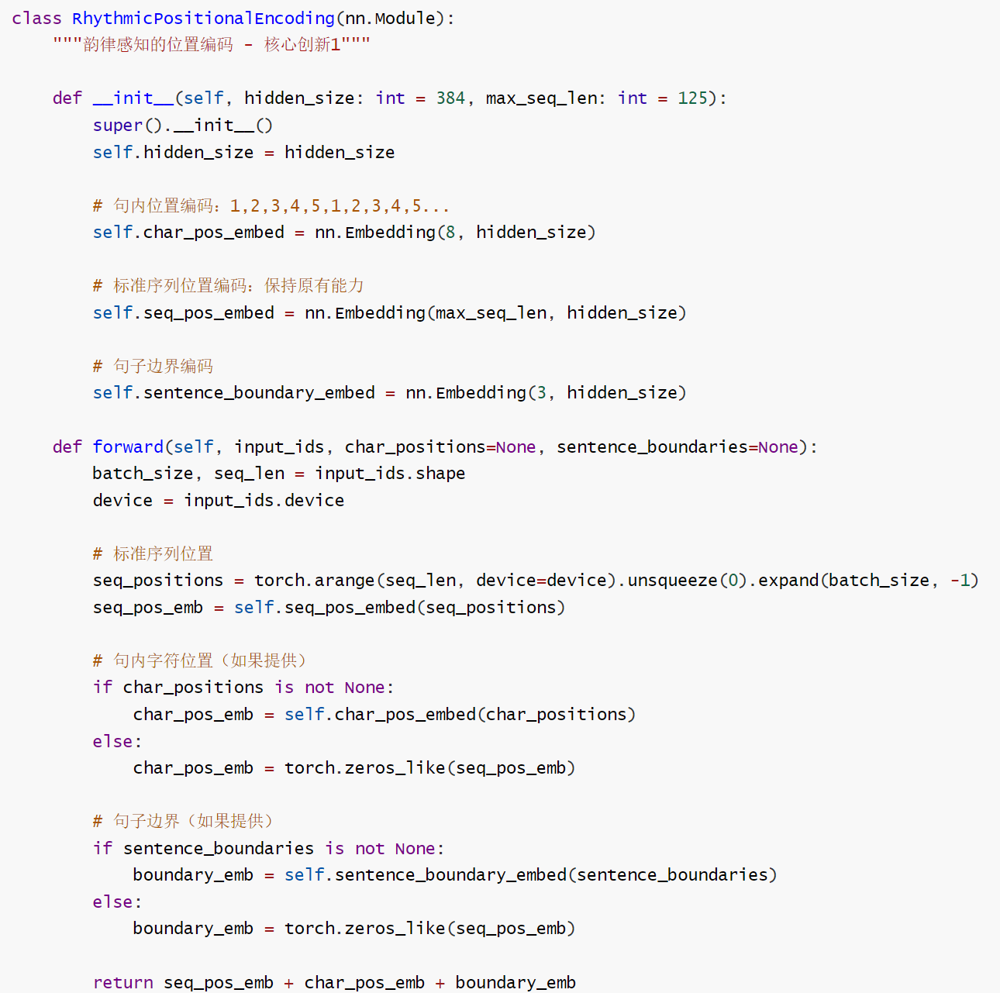 class RhythmicPositionalEncoding(nn.Module):
    """韵律感知的位置编码 - 核心创新1"""

    def __init__(self, hidden_size: int = 384, max_seq_len: int = 125):
        super().__init__()
        self.hidden_size = hidden_size

        # 句内位置编码：1,2,3,4,5,1,2,3,4,5...
        self.char_pos_embed = nn.Embedding(8, hidden_size)

        # 标准序列位置编码：保持原有能力
        self.seq_pos_embed = nn.Embedding(max_seq_len, hidden_size)

        # 句子边界编码
        self.sentence_boundary_embed = nn.Embedding(3, hidden_size)

    def forward(self, input_ids, char_positions=None, sentence_boundaries=None):
        batch_size, seq_len = input_ids.shape
        device = input_ids.device

        # 标准序列位置
        seq_positions = torch.arange(seq_len, device=device).unsqueeze(0).expand(batch_size, -1)
        seq_pos_emb = self.seq_pos_embed(seq_positions)

        # 句内字符位置（如果提供）
        if char_positions is not None:
            char_pos_emb = self.char_pos_embed(char_positions)
        else:
            char_pos_emb = torch.zeros_like(seq_pos_emb)

        # 句子边界（如果提供）
        if sentence_boundaries is not None:
            boundary_emb = self.sentence_boundary_embed(sentence_boundaries)
        else:
            boundary_emb = torch.zeros_like(seq_pos_emb)

        return seq_pos_emb + char_pos_emb + boundary_emb